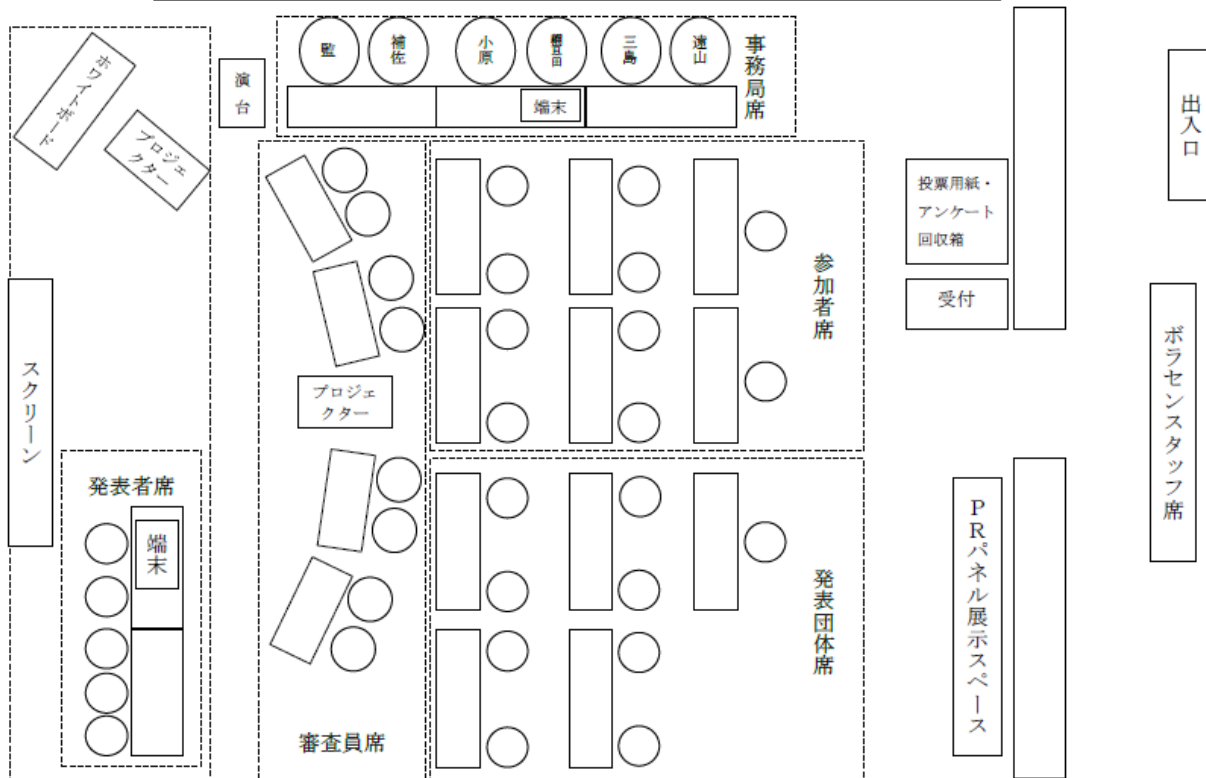 監
補佐
小原
三島
遠山
事務局席
端末
演台
ホワイトボード
プロジェ
クター
出入口
投票用紙・
アンケート
回収箱
受付
参加者席
プロジェ
クター
スクリーン
ボラセンスタッフ席
発表者席
端末
審査員席
発表団体席
PRパネル展示スペース